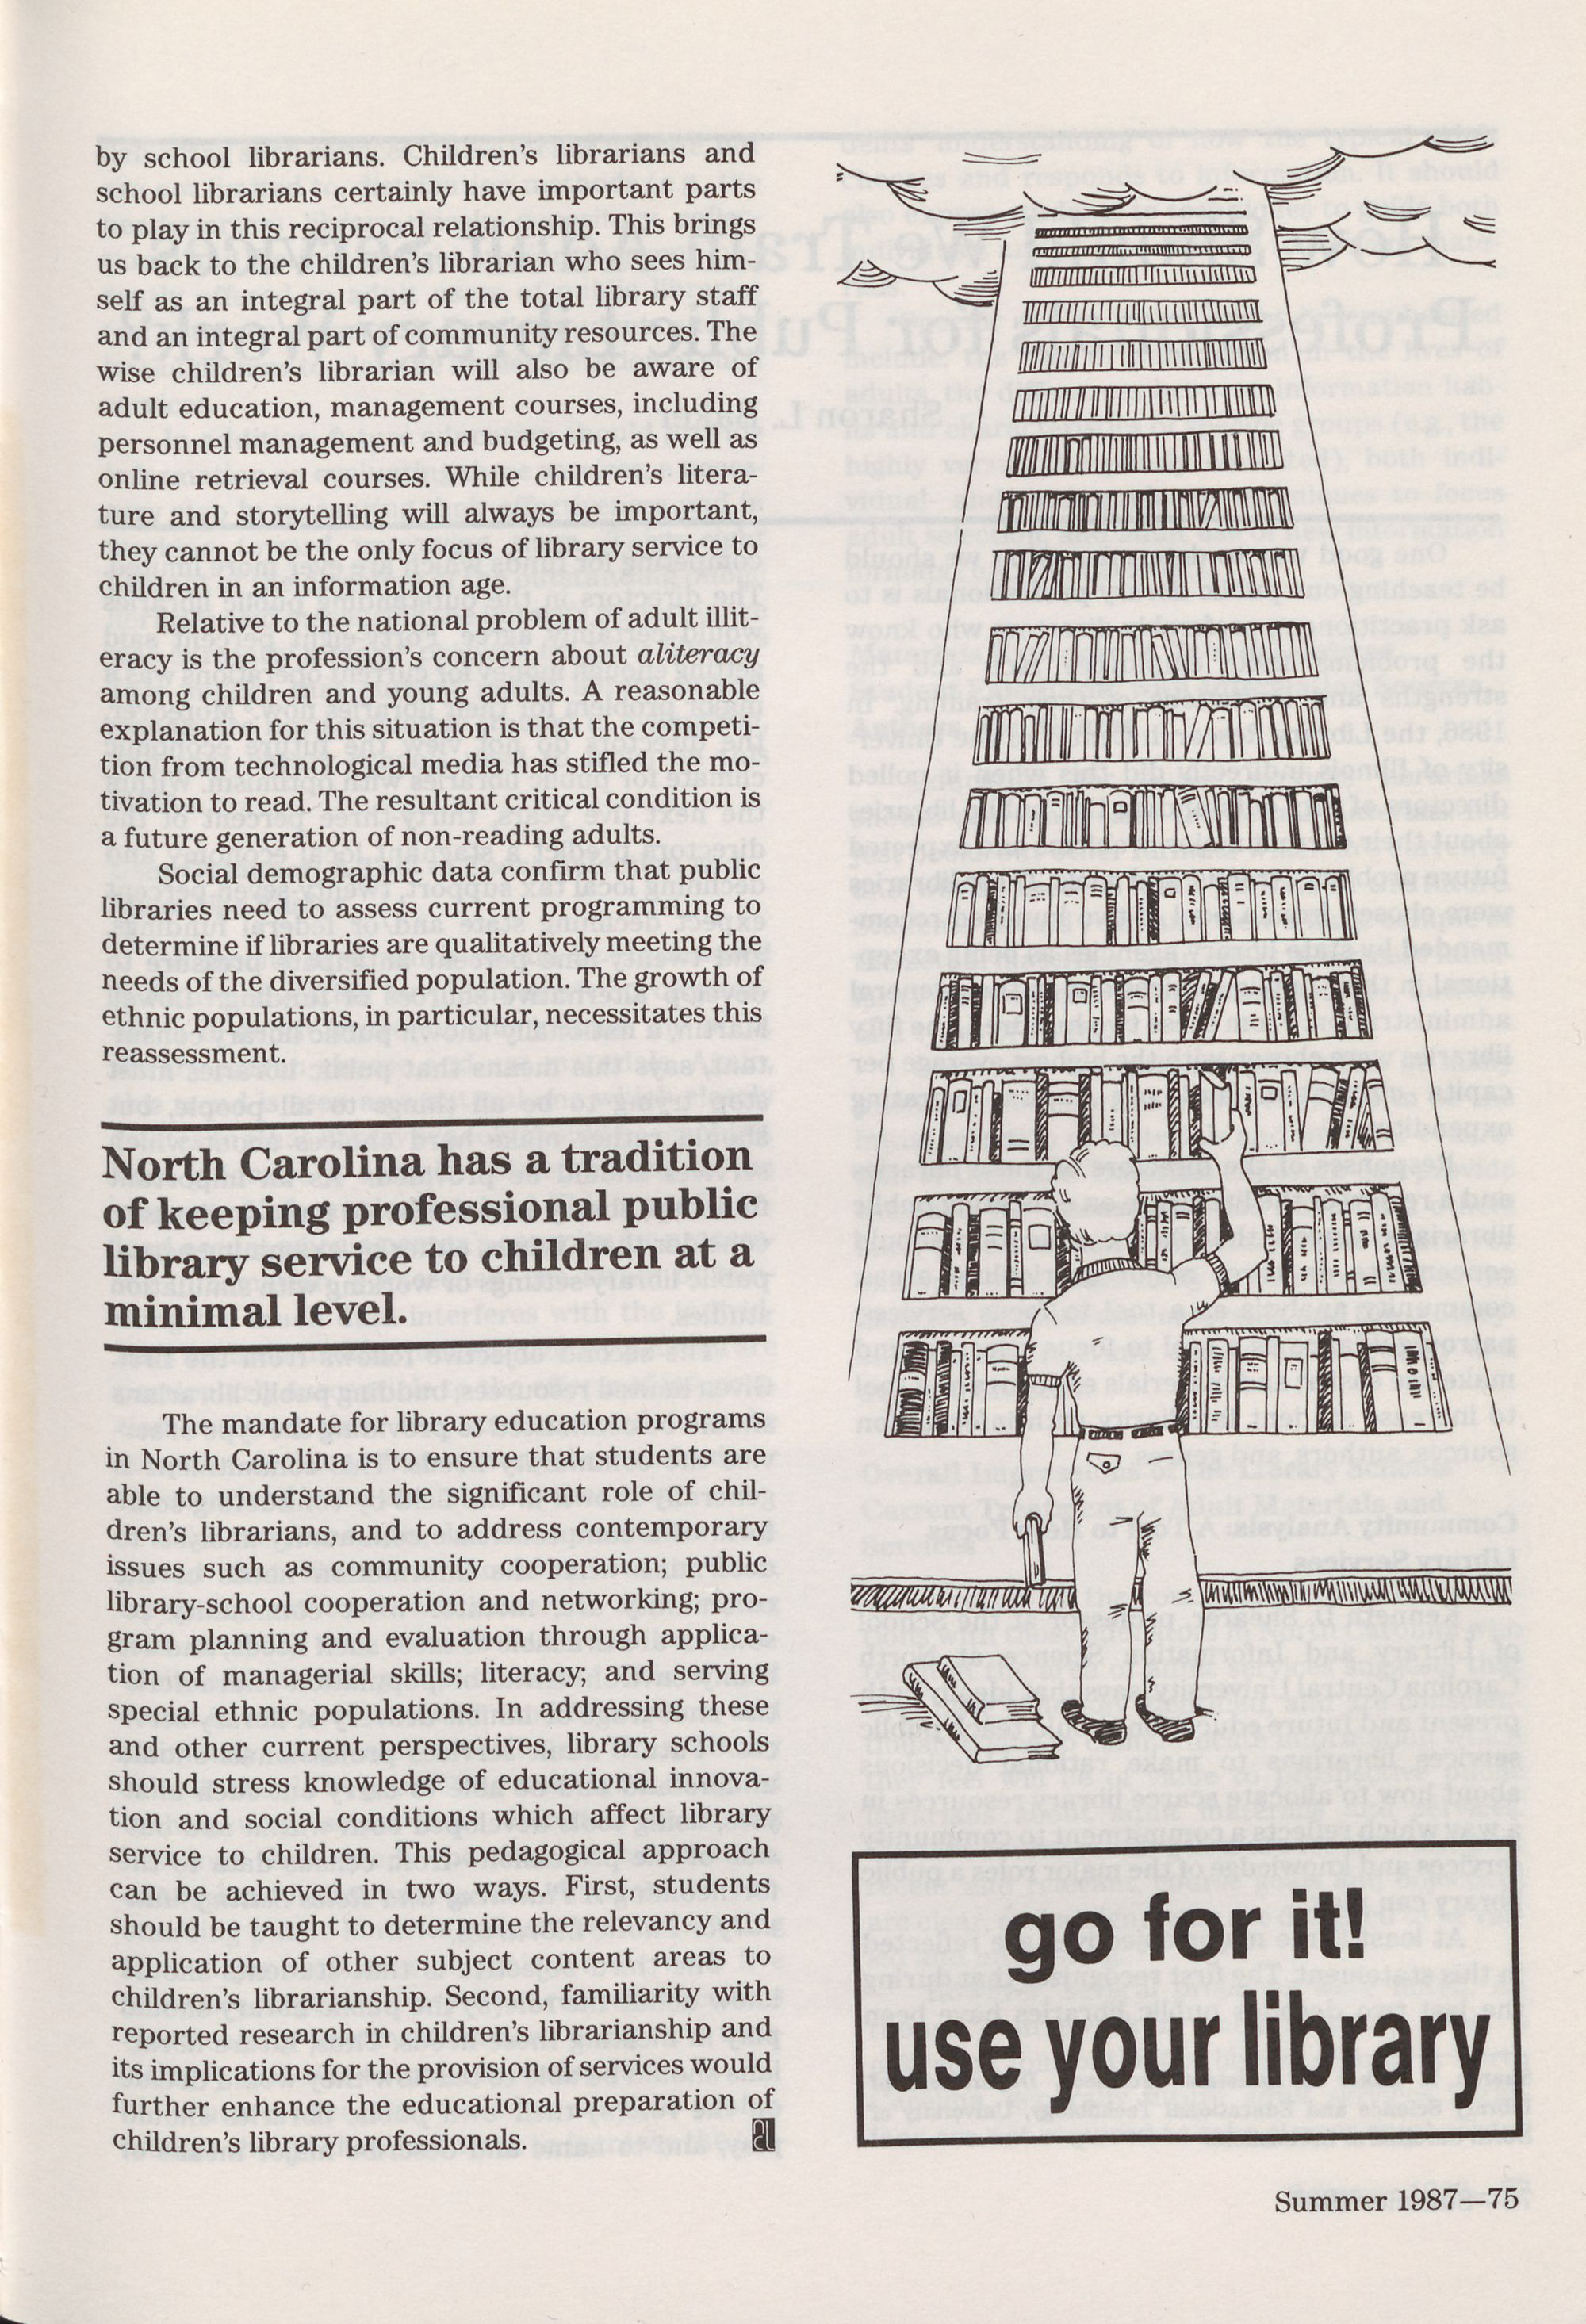 by school librarians. Children's librarians and
school librarians certainly have important parts
to play in this reciprocal relationship. This brings
us back to the children's librarian who sees him-
self as an integral part of the total library staff
and an integral part of community resources. The
wise children's librarian will also be aware of
adult education, management courses, including
personnel management and budgeting, as well as
online retrieval courses. While children's litera-
ture and storytelling will always be important,
they cannot be the only focus of library service to
children in an information age.
Relative to the national problem of adult illit-
eracy is the profession's concern about aliteracy
among children and young adults. A reasonable
explanation for this situation is that the competi-
tion from technological media has stifled the mo-
tivation to read. The resultant critical condition is
a future generation of non-reading adults.
Social demographic data confirm that public
libraries need to assess current programming to
determine if libraries are qualitatively meeting the
needs of the diversified population. The growth of
ethnic populations, in particular, necessitates this
reassessment.
North Carolina has a tradition
of keeping professional public
library service to children at a
minimal level.
The mandate for library education programs
in North Carolina is to ensure that students are
able to understand the significant role of chil-
dren's librarians, and to address contemporary
issues such as community cooperation; public
library-school cooperation and networking; pro-
gram planning and evaluation through applica-
tion of managerial skills; literacy; and serving
special ethnic populations. In addressing these
and other current perspectives, library schools
should stress knowledge of educational innova-
tion and social conditions which affect library
service to children. This pedagogical approach
can be achieved in two ways. First, students
should be taught to determine the relevancy and
application of other subject content areas to
children's librarianship. Second, familiarity with
reported research in children's librarianship and
its implications for the provision of services would
further enhance the educational preparation of
children's library professionals.
go for it!
use your library
Summer 1987—75